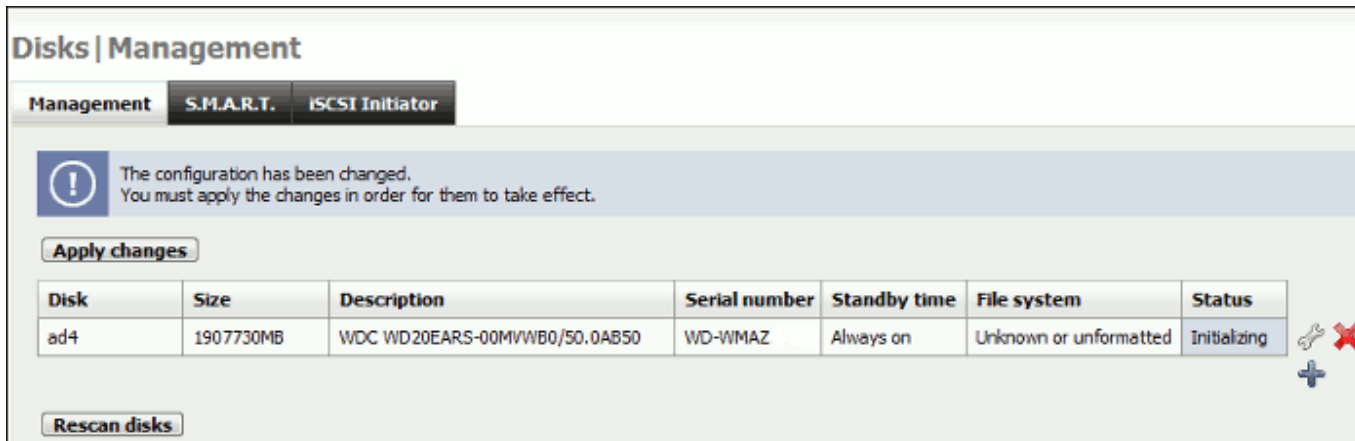 Disks|Management
Management S.M.A.R.T. iSCSI Initiator
The configuration has been changed.
You must apply the changes in order for them to take effect.
Apply changes
Disk Size Description Serial number Standby time File system Status
ad4 1907730MB WDC WD20EARS-00MVWB0/50.0AB50 WD-WMAZ Always on Unknown or unformatted Initializing
Rescan disks